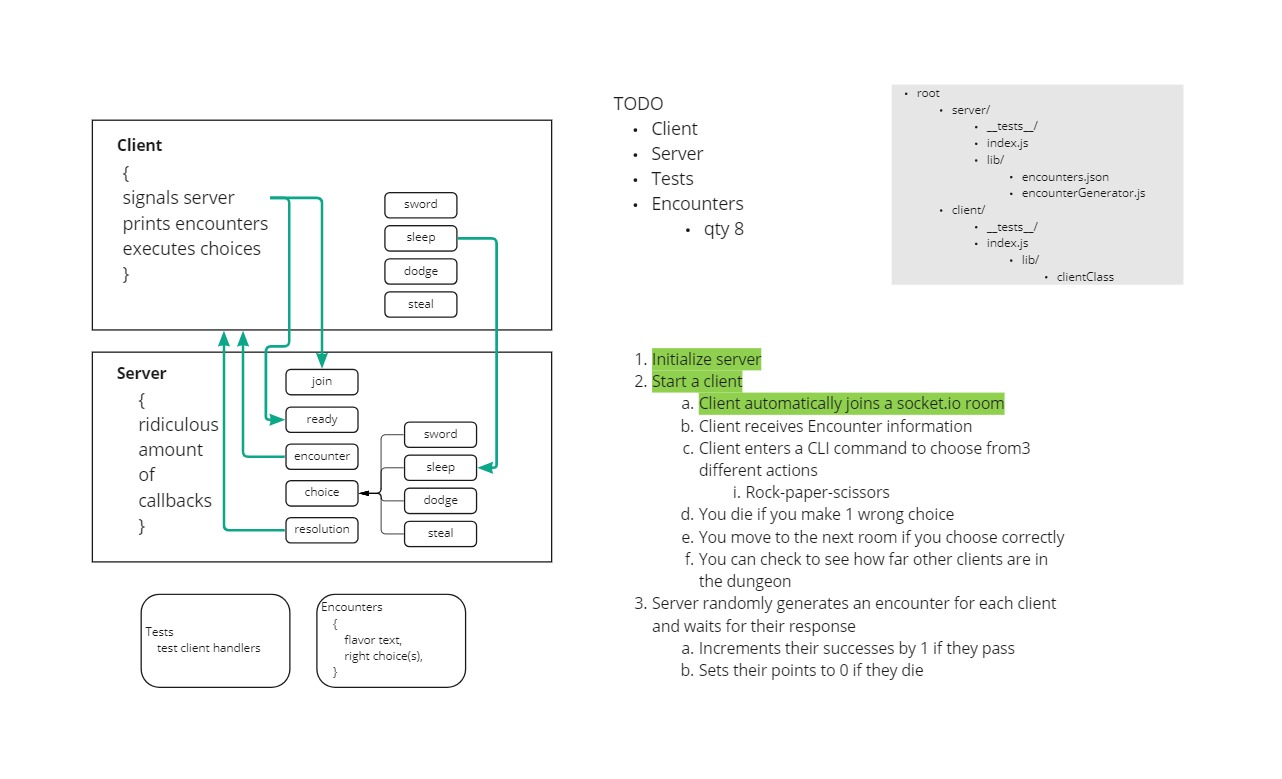 Client
{
signals server
prints encounters
executes choices
}
sword
sleep
dodge
steal
Server
{
ridiculous
amount
of
callbacks
}
join
ready
encounter
choice
resolution
sword
sleep
dodge
steal
Tests
test client handlers
Encounters
{
flavor text,
right choice(s),
}
TODO
• Client
• Server
• Tests
• Encounters
• qty 8
• root
• server/
• __tests__/
• index.js
• lib/
• encounters.json
• encounterGenerator.js
• client/
• __tests__/
• index.js
• lib/
• clientClass
1. Initialize server
2. Start a client
a. Client automatically joins a socket.io room
b. Client receives Encounter information
c. Client enters a CLI command to choose from3
different actions
i. Rock-paper-scissors
d. You die if you make 1 wrong choice
e. You move to the next room if you choose correctly
f. You can check to see how far other clients are in
the dungeon
3. Server randomly generates an encounter for each client
and waits for their response
a. Increments their successes by 1 if they pass
b. Sets their points to 0 if they die